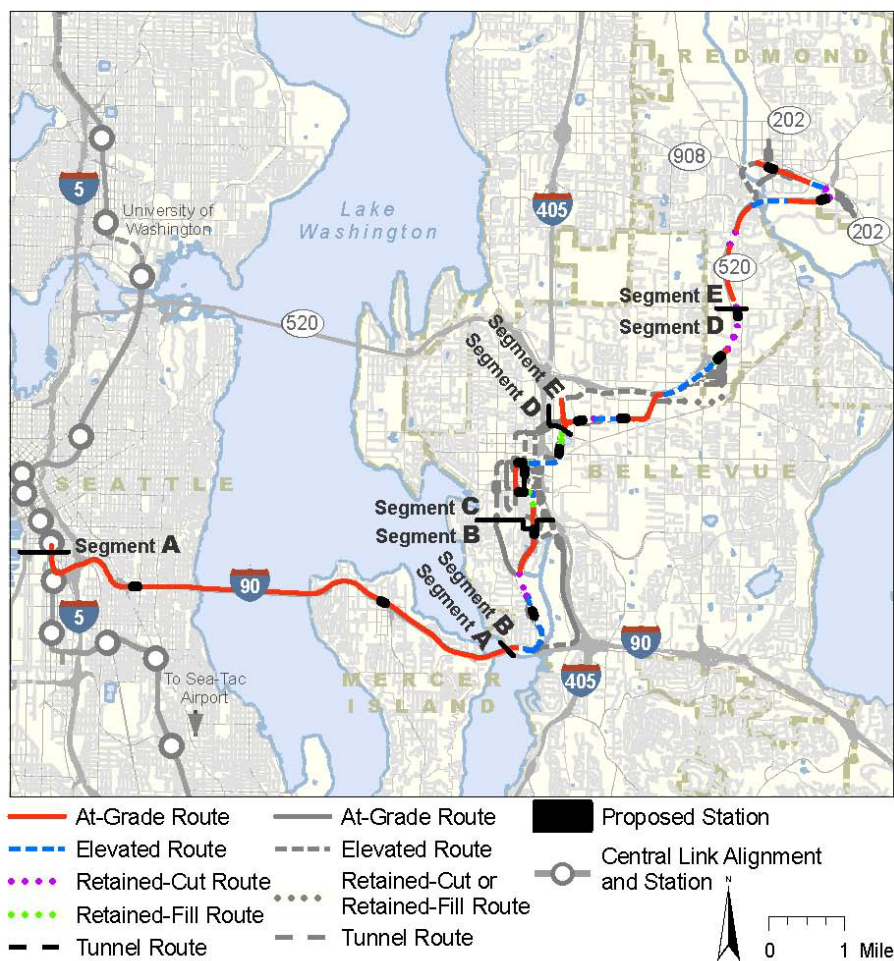 REDMOND
202
908
5
University of
Washington
Lake
Washington
405
202
520
Segment E
Segment D
520
Segment E
Segment D
BELLEVUE
SEATTLE
Segment C
Segment B
Segment A
90
Segment B
Segment A
5
90
To Sea-Tac
Airport
405
MERCER
ISLAND
At-Grade Route
At-Grade Route
Proposed Station
Elevated Route
Elevated Route
Central Link Alignment
and Station
Retained-Cut Route
Retained-Cut or
Retained-Fill Route
Retained-Fill Route
Tunnel Route
Tunnel Route
N
0 1 Mile